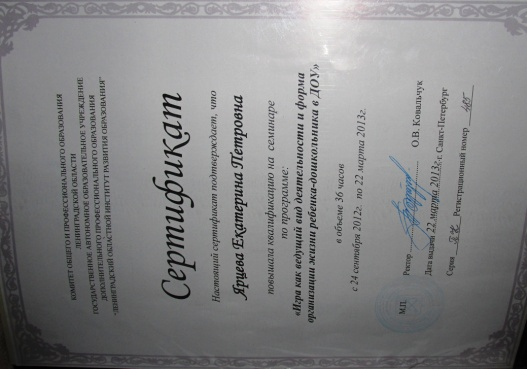 КОМИТЕТ ОБЩЕГО И ПРОФЕССИОНАЛЬНОГО ОБРАЗОВАНИЯ
ЛЕНИНГРАДСКОЙ ОБЛАСТИ
ГОСУДАРСТВЕННОЕ АВТОНОМНОЕ ОБРАЗОВАТЕЛЬНОЕ УЧРЕЖДЕНИЕ
ДОПОЛНИТЕЛЬНОГО ПРОФЕССИОНАЛЬНОГО ОБРАЗОВАНИЯ
"ЛЕНИНГРАДСКОЙ ОБЛАСТНОЙ ИНСТИТУТ РАЗВИТИЯ ОБРАЗОВАНИЯ"
Сертификат
Настоящий сертификат подтверждает, что
Ярцева Екатерина Петровна
повышала квалификацию на семинаре
по программе:
«Игра как ведущий вид деятельности и форма
организации жизни ребенка-дошкольника в ДОУ»
в объеме 36 часов
с 24 сентября 2012г. по 22 марта 2013г.
М.П.
Ректор О.В. Ковальчук
Дата выдачи 22 марта 2013г. г. Санкт-Петербург
Серия Регистрационный номер